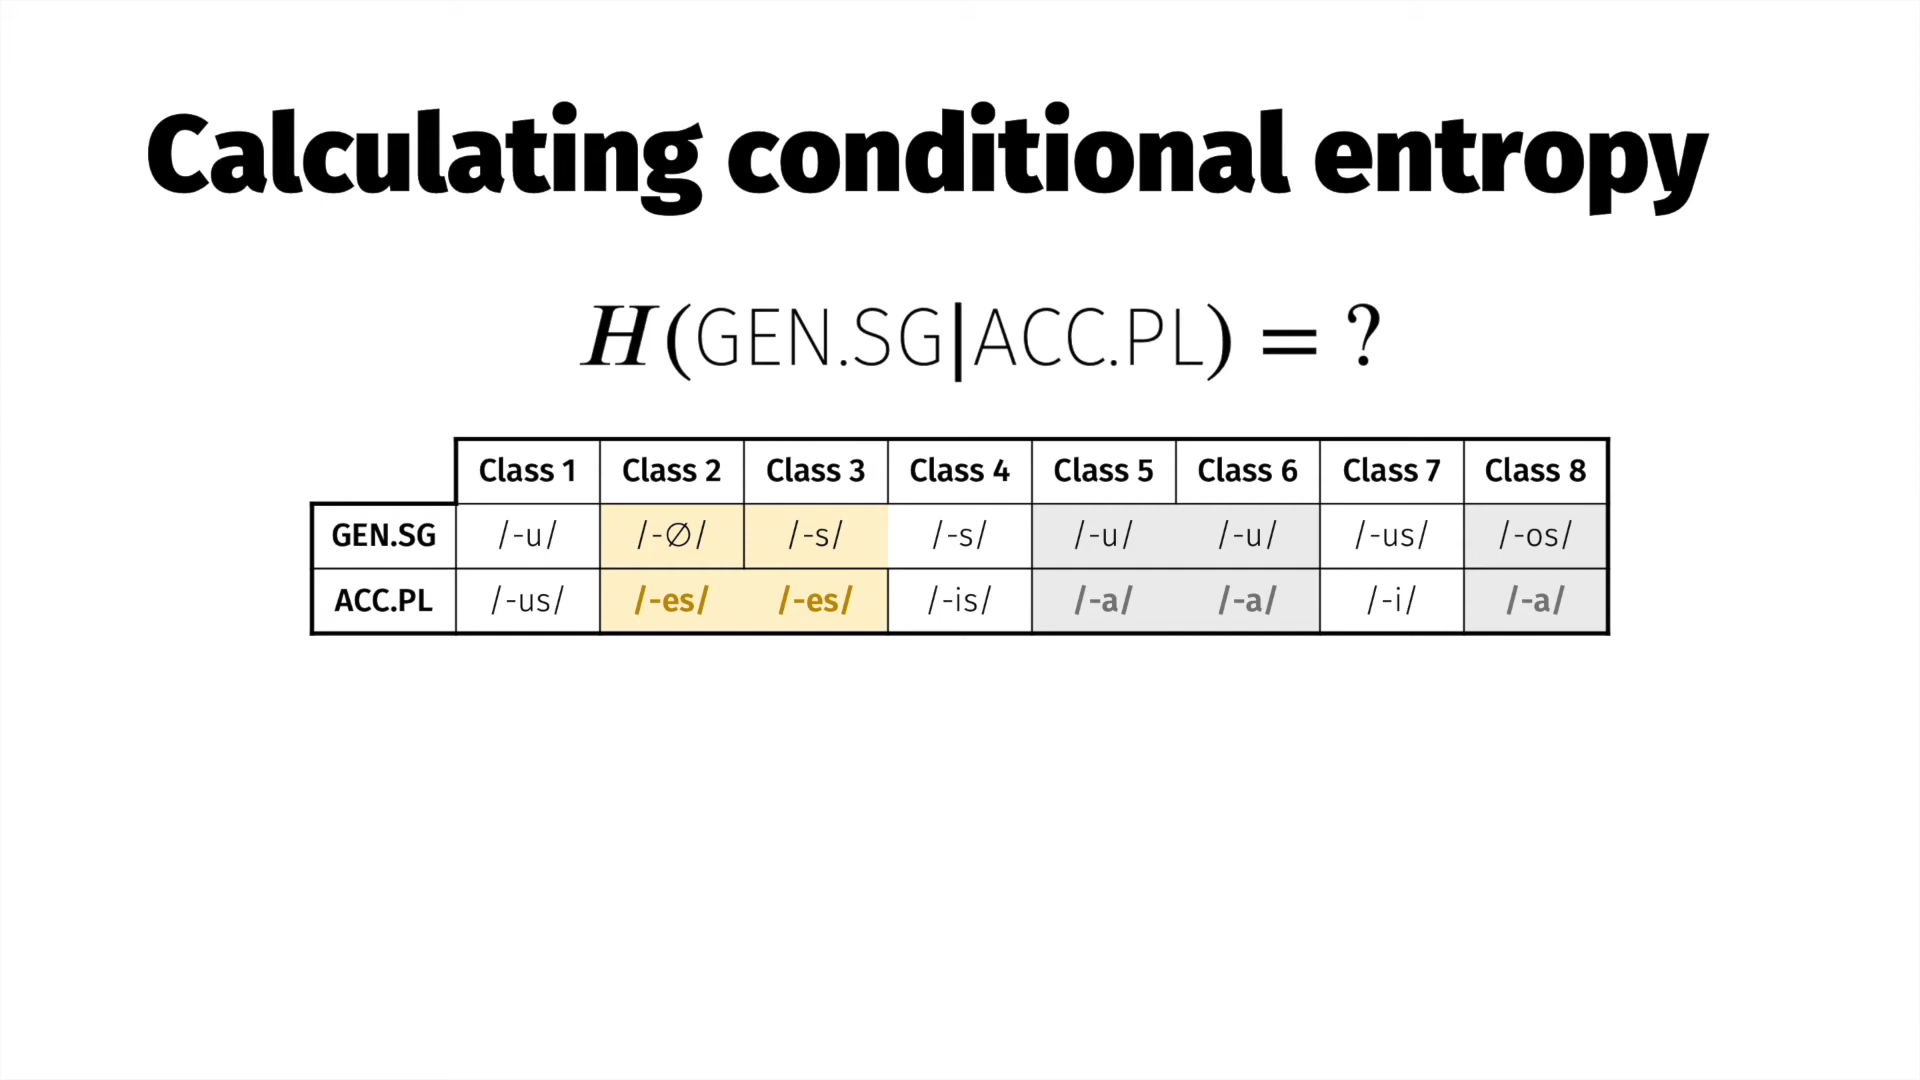 Calculating conditional entropy
H(GEN.SG|ACC.PL) = ?
Class 1 Class 2 Class 3 Class 4 Class 5 Class 6 Class 7 Class 8
GEN.SG /-u/ /-∅/ /-s/ /-s/ /-u/ /-u/ /-us/ /-os/
ACC.PL /-us/ /-es/ /-es/ /-is/ /-a/ /-a/ /-i/ /-a/